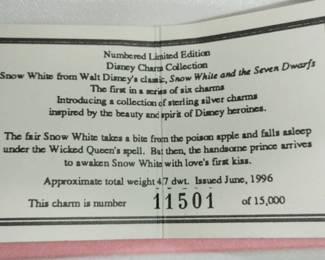 Numbered Limited Edition
Disney Charm Collection
Snow White from Walt Disney's classic, Snow White and the Seven Dwarfs
The first in a series of six charms
Introducing a collection of sterling silver charms
inspired by the beauty and spirit of Disney heroines.
The fair Snow White takes a bite from the poison apple and falls asleep
under the Wicked Queen's spell. But then, the handsome prince arrives
to awaken Snow White with love's first kiss.
Approximate total weight 4.7 dwt. Issued June, 1996
This charm is number 11501 of 15,000